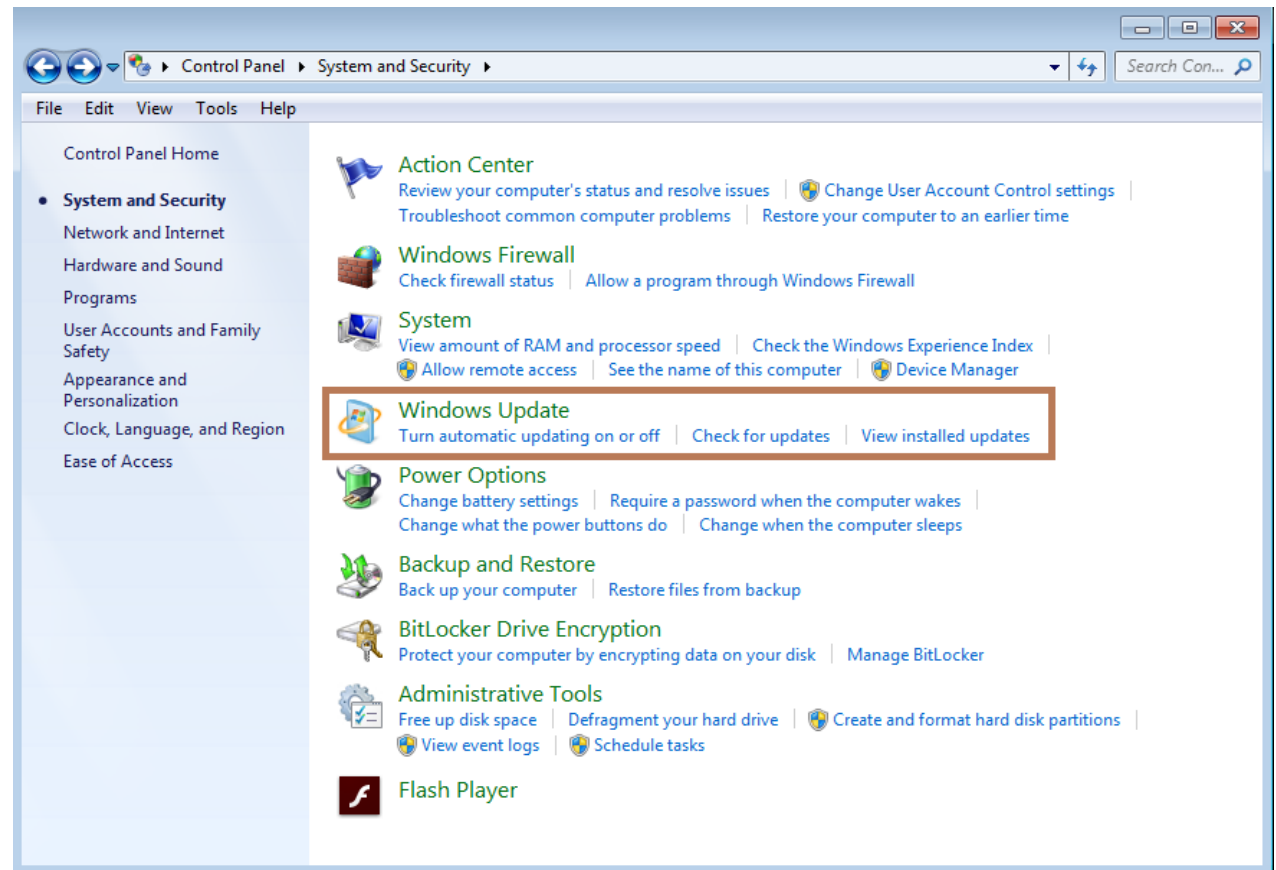 Control Panel System and Security
Search Con...
File Edit View Tools Help
Control Panel Home
System and Security
Network and Internet
Hardware and Sound
Programs
User Accounts and Family
Safety
Appearance and
Personalization
Clock, Language, and Region
Ease of Access
Action Center
Review your computer's status and resolve issues Change User Account Control settings
Troubleshoot common computer problems Restore your computer to an earlier time
Windows Firewall
Check firewall status Allow a program through Windows Firewall
System
View amount of RAM and processor speed Check the Windows Experience Index
Allow remote access See the name of this computer Device Manager
Windows Update
Turn automatic updating on or off Check for updates View installed updates
Power Options
Change battery settings Require a password when the computer wakes
Change what the power buttons do Change when the computer sleeps
Backup and Restore
Back up your computer Restore files from backup
BitLocker Drive Encryption
Protect your computer by encrypting data on your disk Manage BitLocker
Administrative Tools
Free up disk space Defragment your hard drive Create and format hard disk partitions
View event logs Schedule tasks
Flash Player